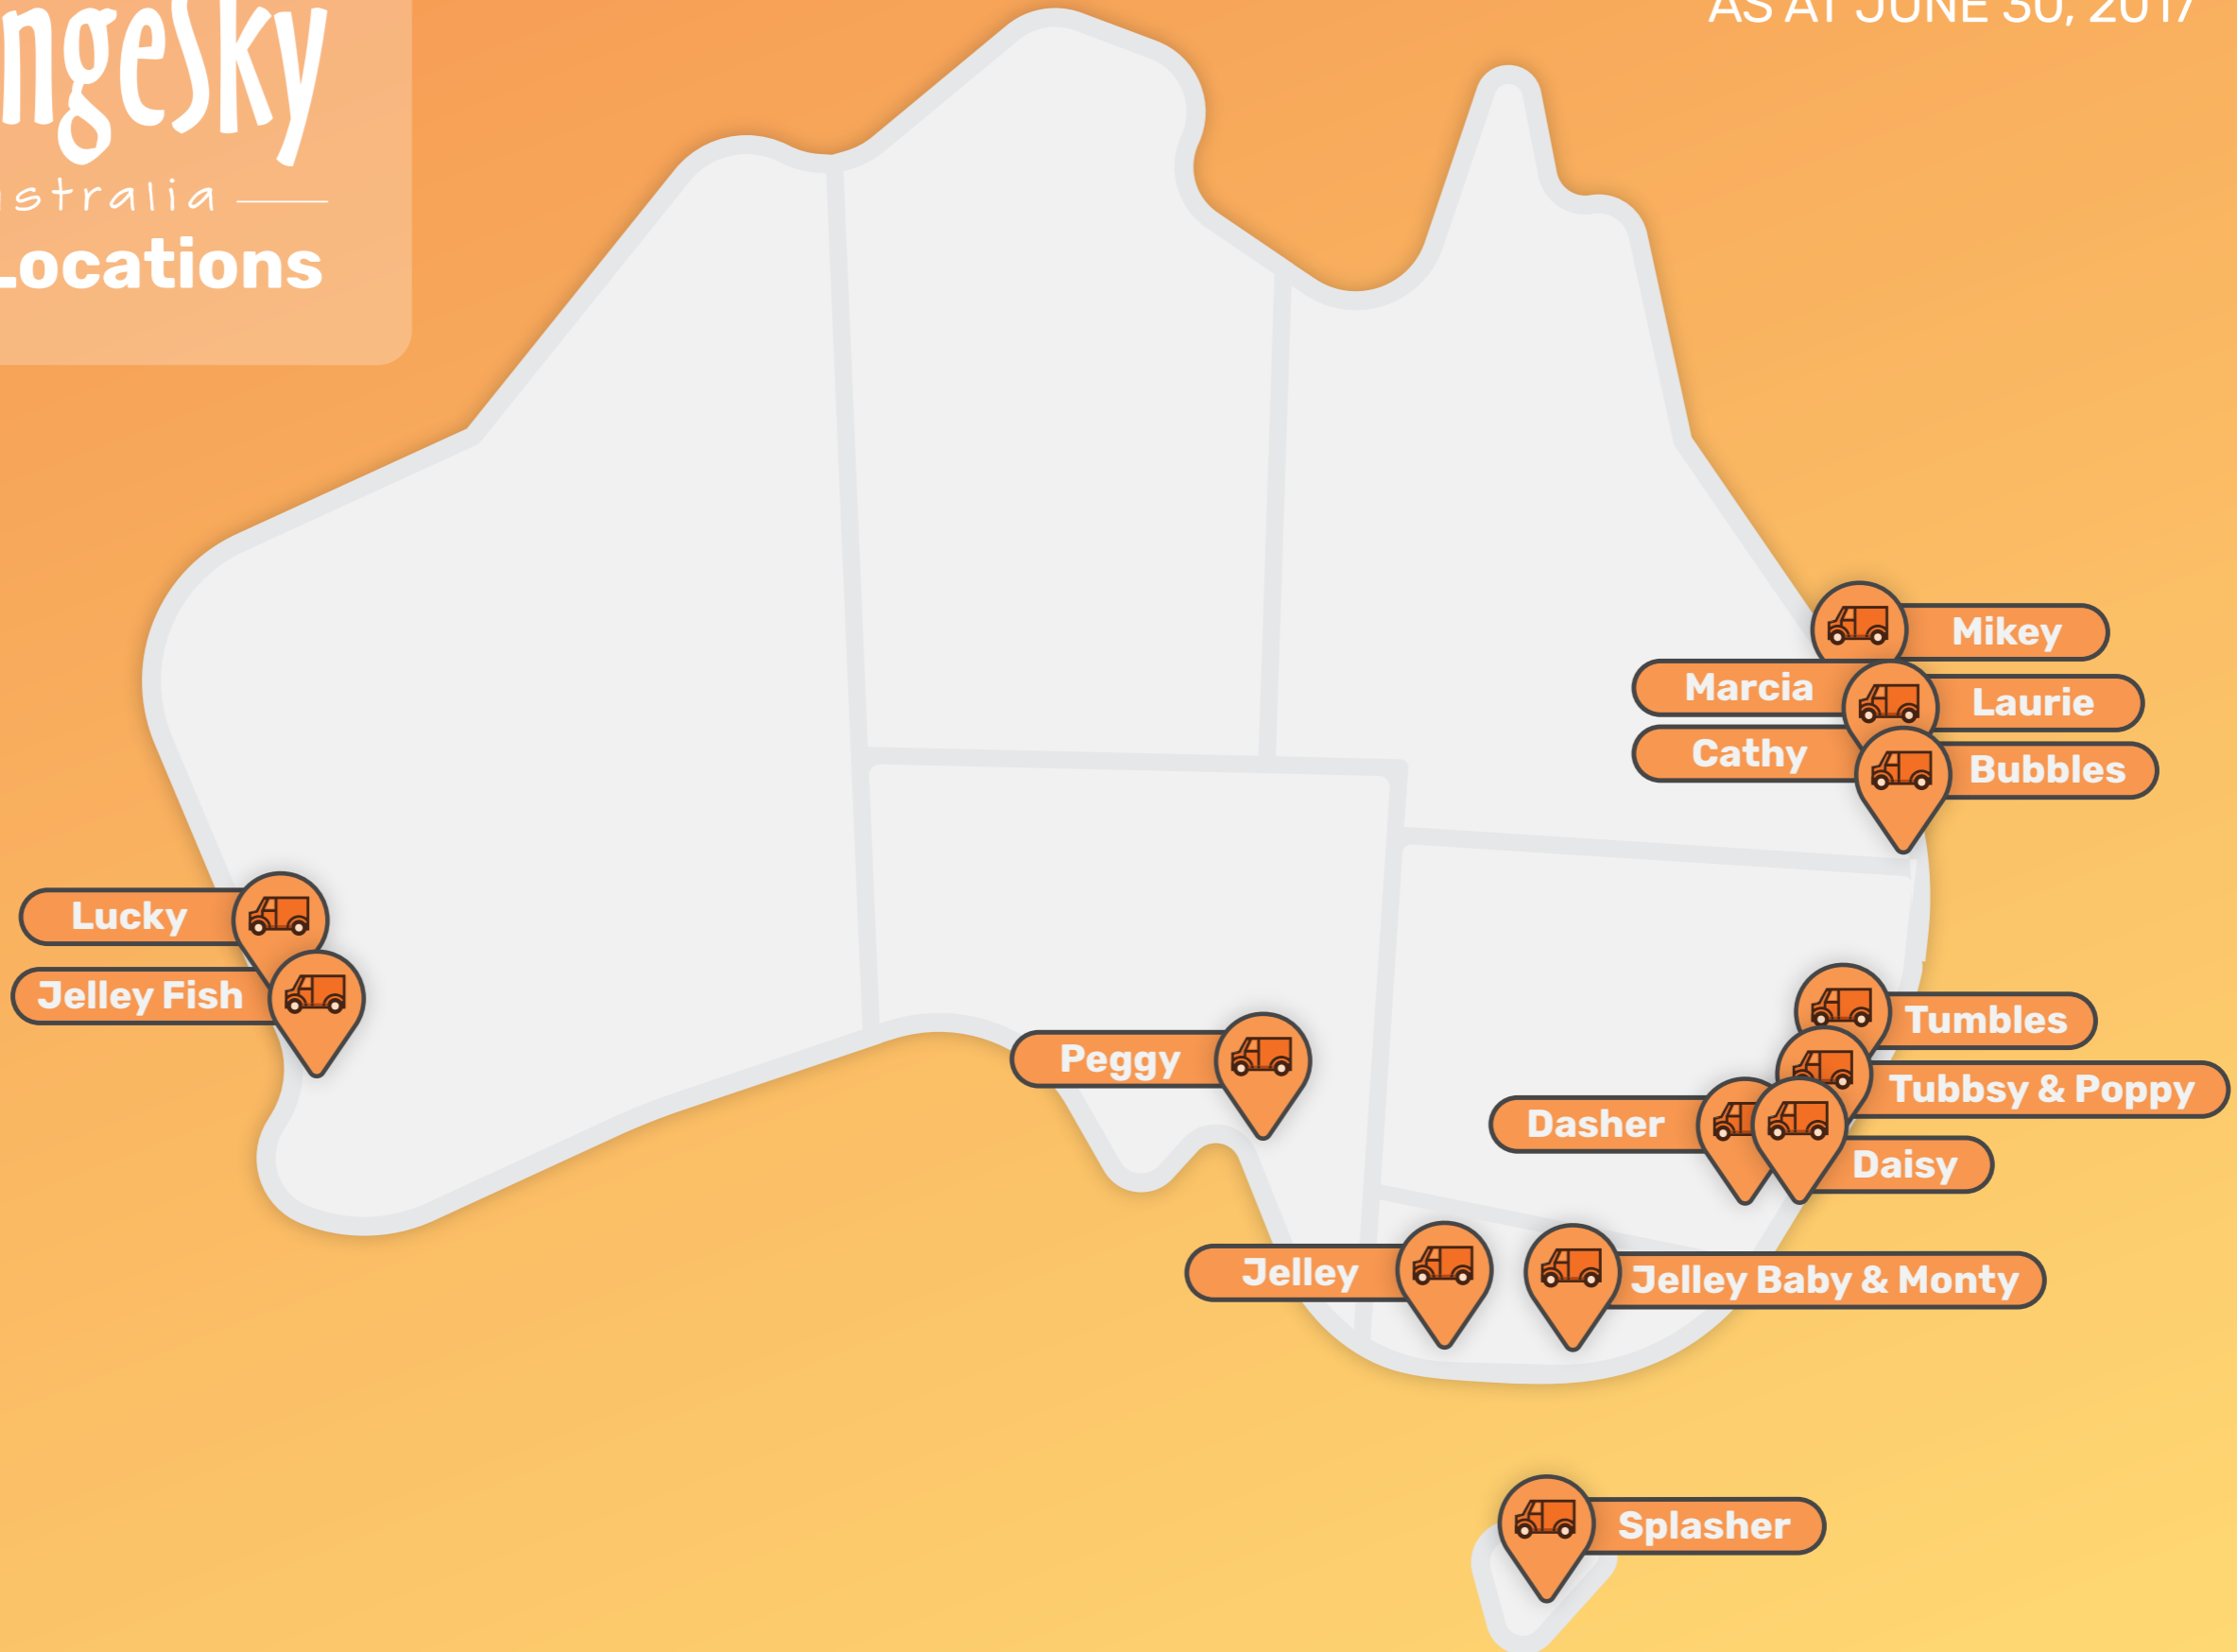 AS AT JUNE 30, 2017
ngeSky
stralia
Locations
Mikey
Marcia
Laurie
Cathy
Bubbles
Lucky
Jelley Fish
Tumbles
Peggy
Tubbsy & Poppy
Dasher
Daisy
Jelley
Jelley Baby & Monty
Splasher